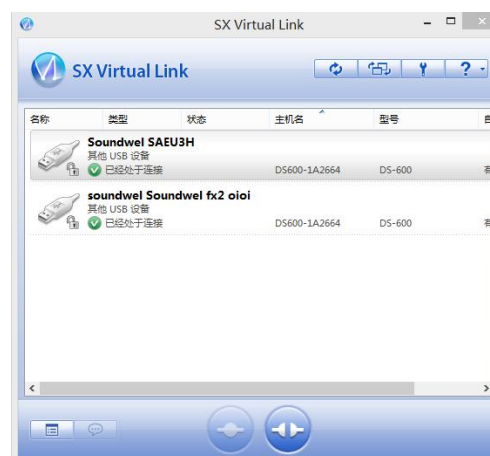 SX Virtual Link
SX Virtual Link
?
名称 类型 状态 主机名 型号
Soundwel SAEU3H
其他 USB 设备
已经处于连接 DS600-1A2664 DS-600
soundwel Soundwel fx2 oioi
其他 USB 设备
已经处于连接 DS600-1A2664 DS-600